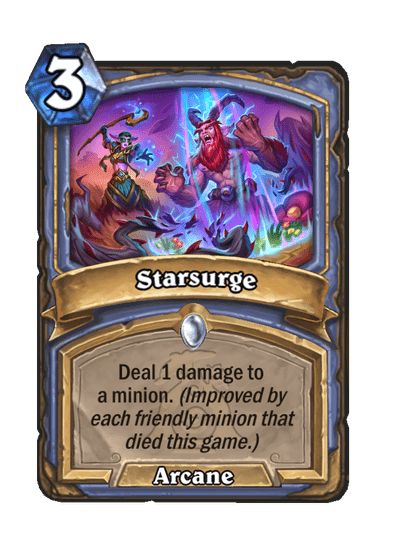 3
Starsurge
Deal 1 damage to
a minion. (Improved by
each friendly minion that
died this game.)
Arcane